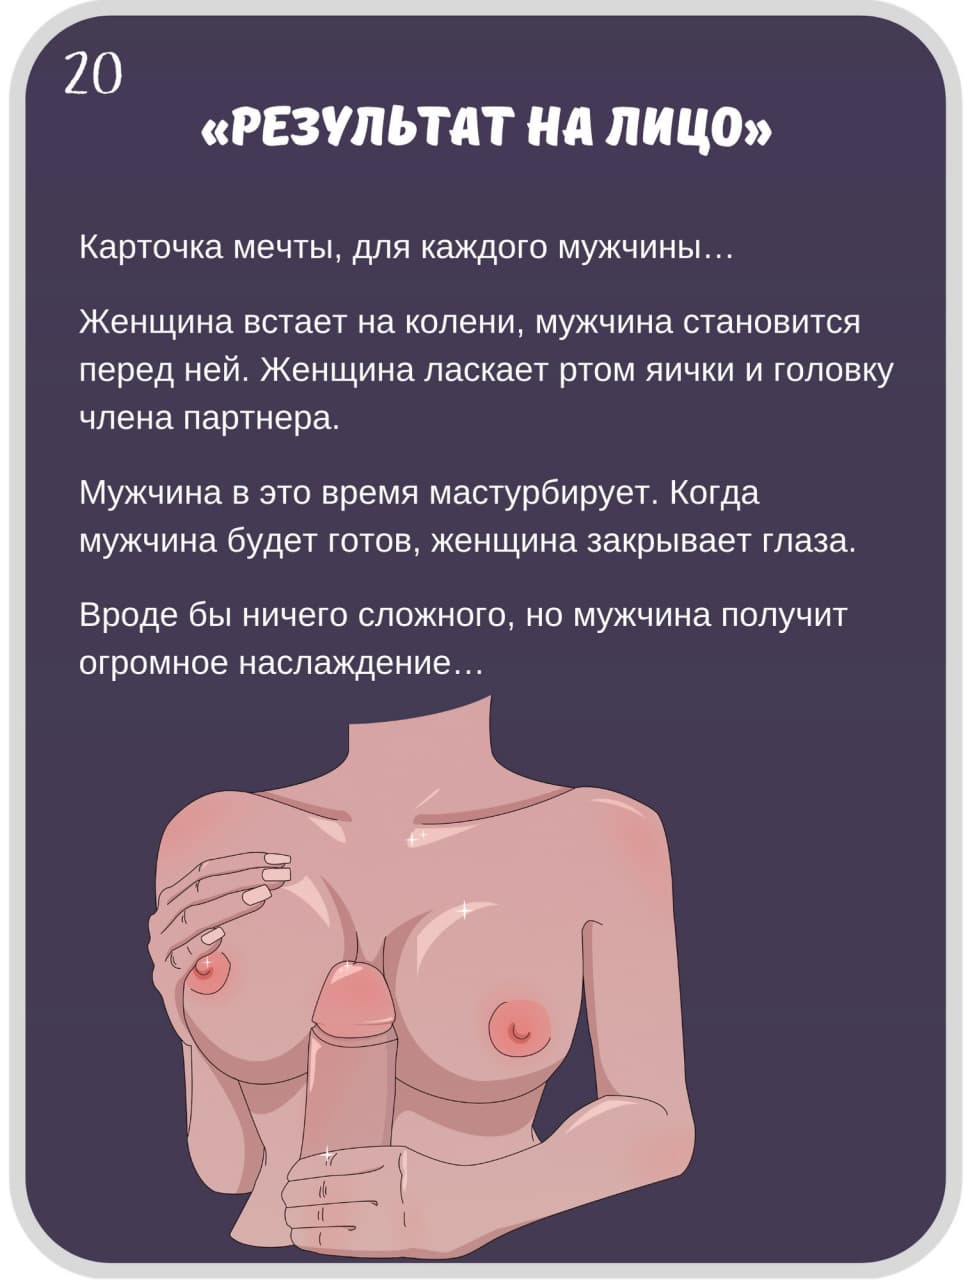 20
«РЕЗУЛЬТАТ НА ЛИЦО»
Карточка мечты, для каждого мужчины…
Женщина встает на колени, мужчина становится
перед ней. Женщина ласкает ртом яички и головку
члена партнера.
Мужчина в это время мастурбирует. Когда
мужчина будет готов, женщина закрывает глаза.
Вроде бы ничего сложного, но мужчина получит
огромное наслаждение…